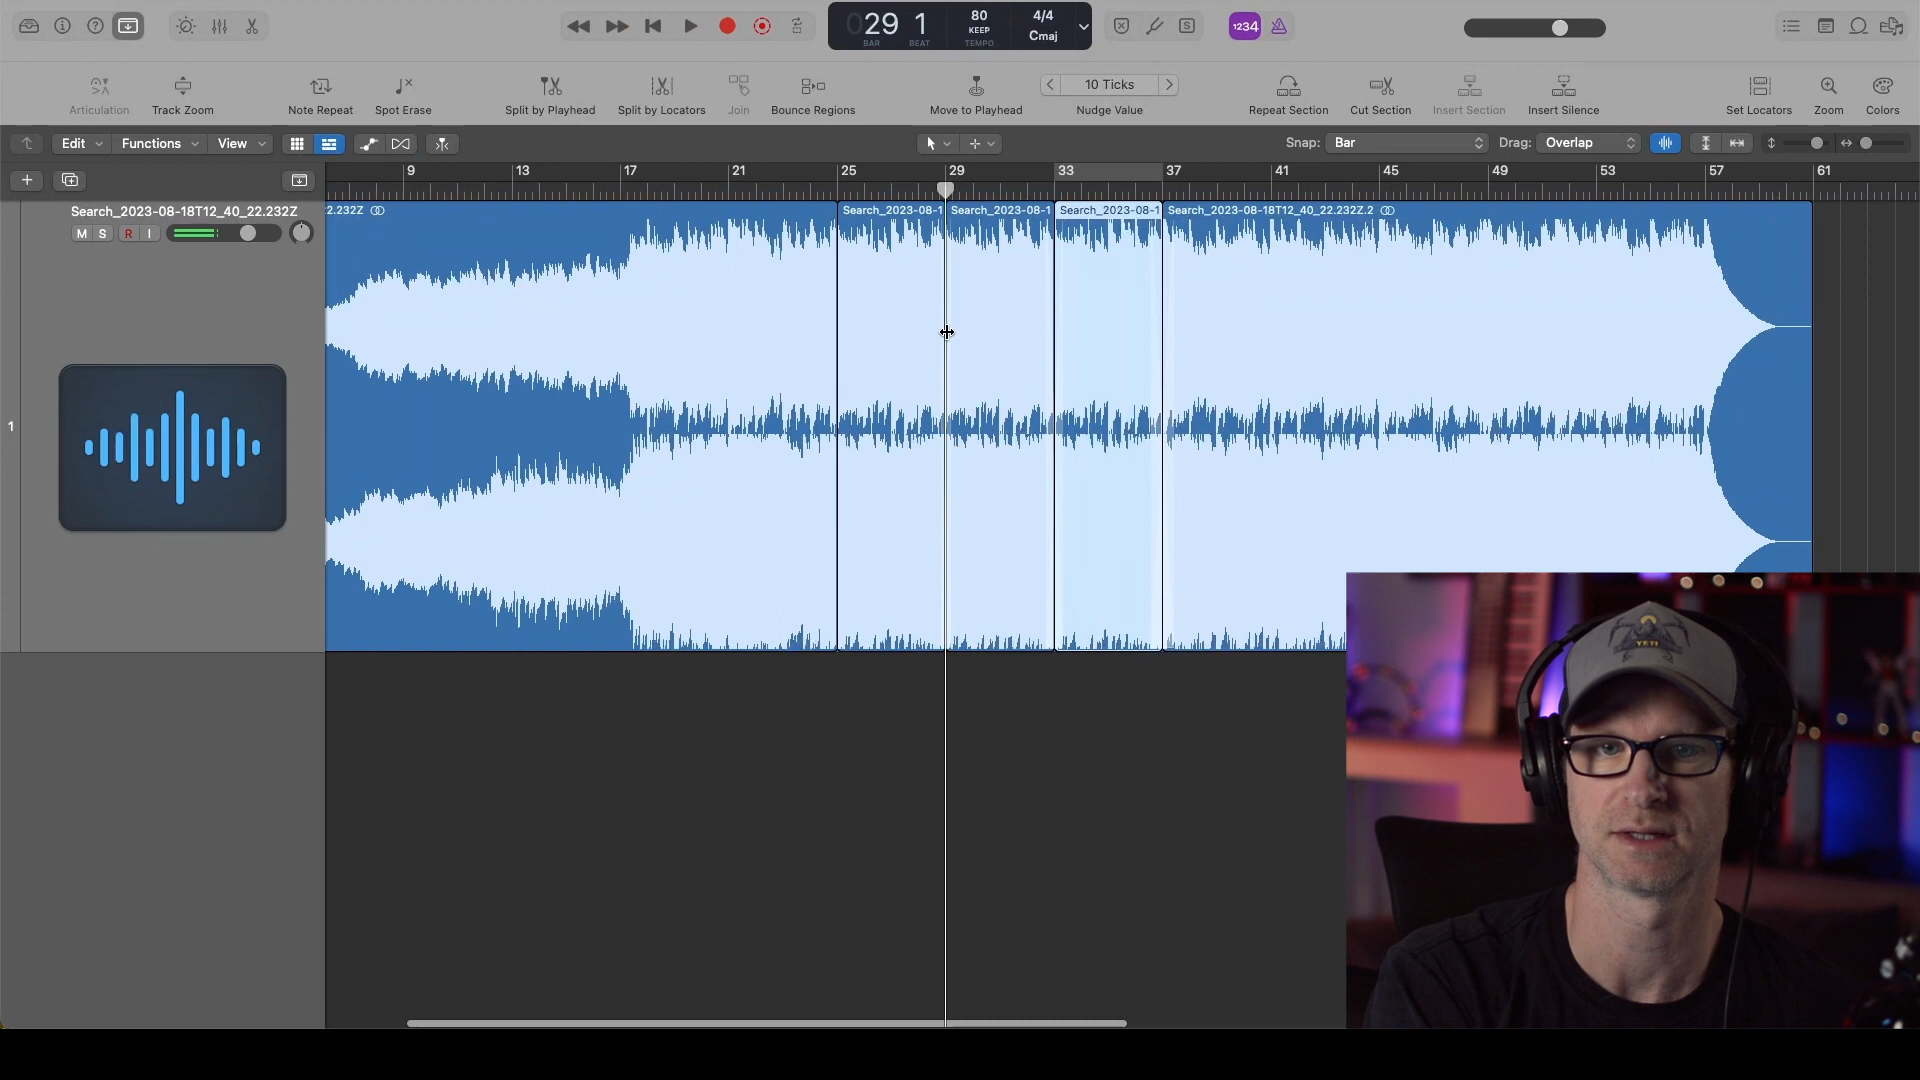 029 1
BAR BEAT
80
KEEP
TEMPO
4/4
Cmaj
S
1234
Articulation
Track Zoom
Note Repeat
Spot Erase
Split by Playhead
Split by Locators
Join
Bounce Regions
Move to Playhead
10 Ticks
Nudge Value
Repeat Section
Cut Section
Insert Section
Insert Silence
Set Locators
Zoom
Colors
Edit
Functions
View
Snap: Bar
Drag: Overlap
9 13 17 21 25 29 33 37 41 45 49 53 57 61
Search_2023-08-18T12_40_22.232Z
M S R I
1
2.232Z
Search_2023-08-1
Search_2023-08-1
Search_2023-08-1
Search_2023-08-18T12_40_22.232Z.2
YETI